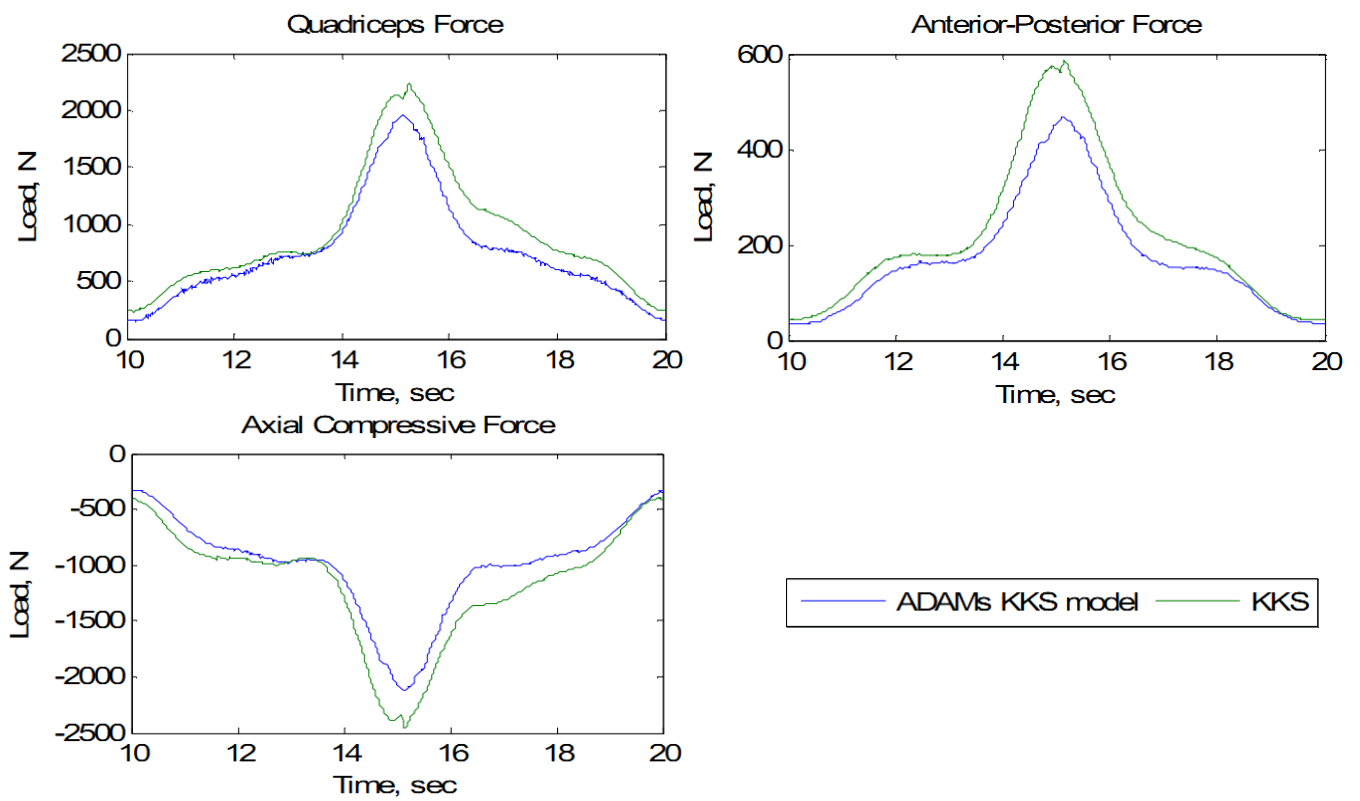 Quadriceps Force
2500
2000
1500
1000
500
0
Load, N
10 12 14 16 18 20
Time, sec
Anterior-Posterior Force
600
400
200
0
Load, N
10 12 14 16 18 20
Time, sec
Axial Compressive Force
0
-500
-1000
-1500
-2000
-2500
Load, N
10 12 14 16 18 20
Time, sec
ADAMs KKS model KKS